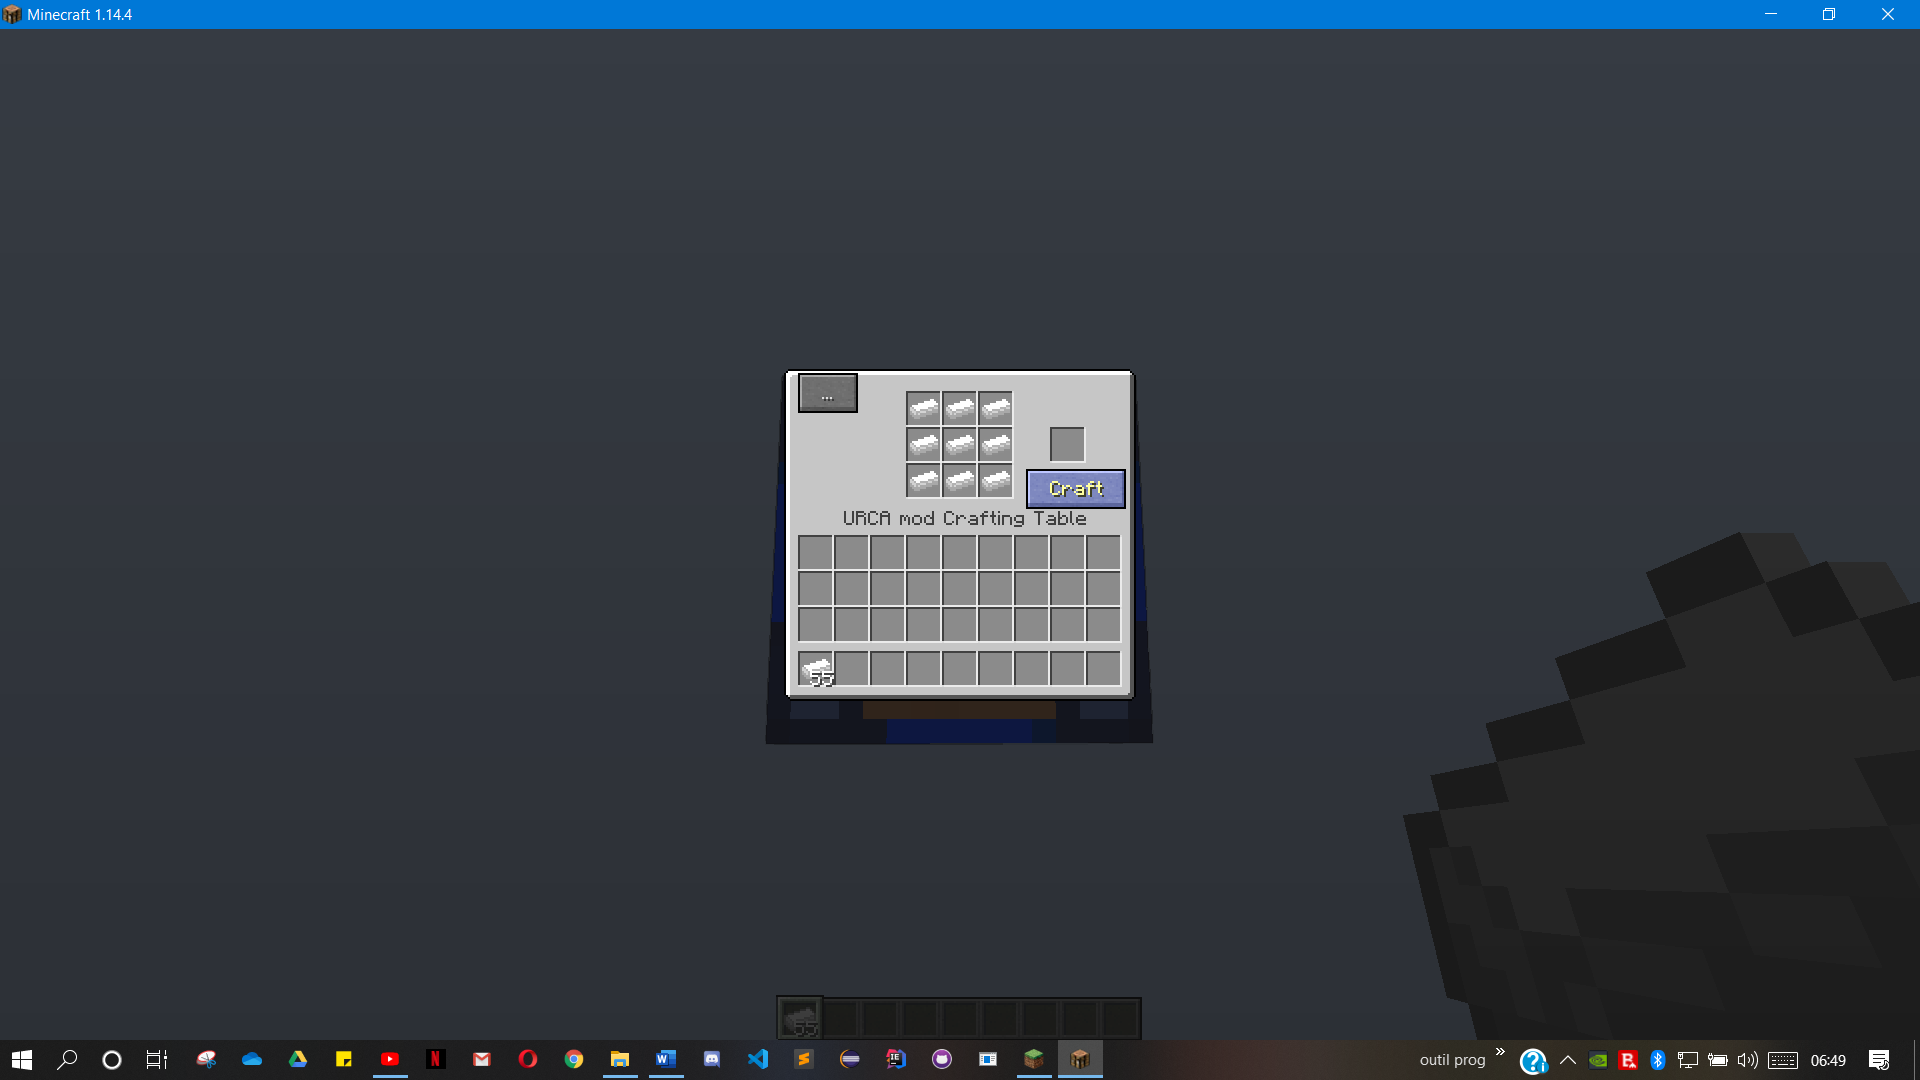 Minecraft 1.14.4
...
Craft
URCA mod Crafting Table
55
55
outil prog
06:49